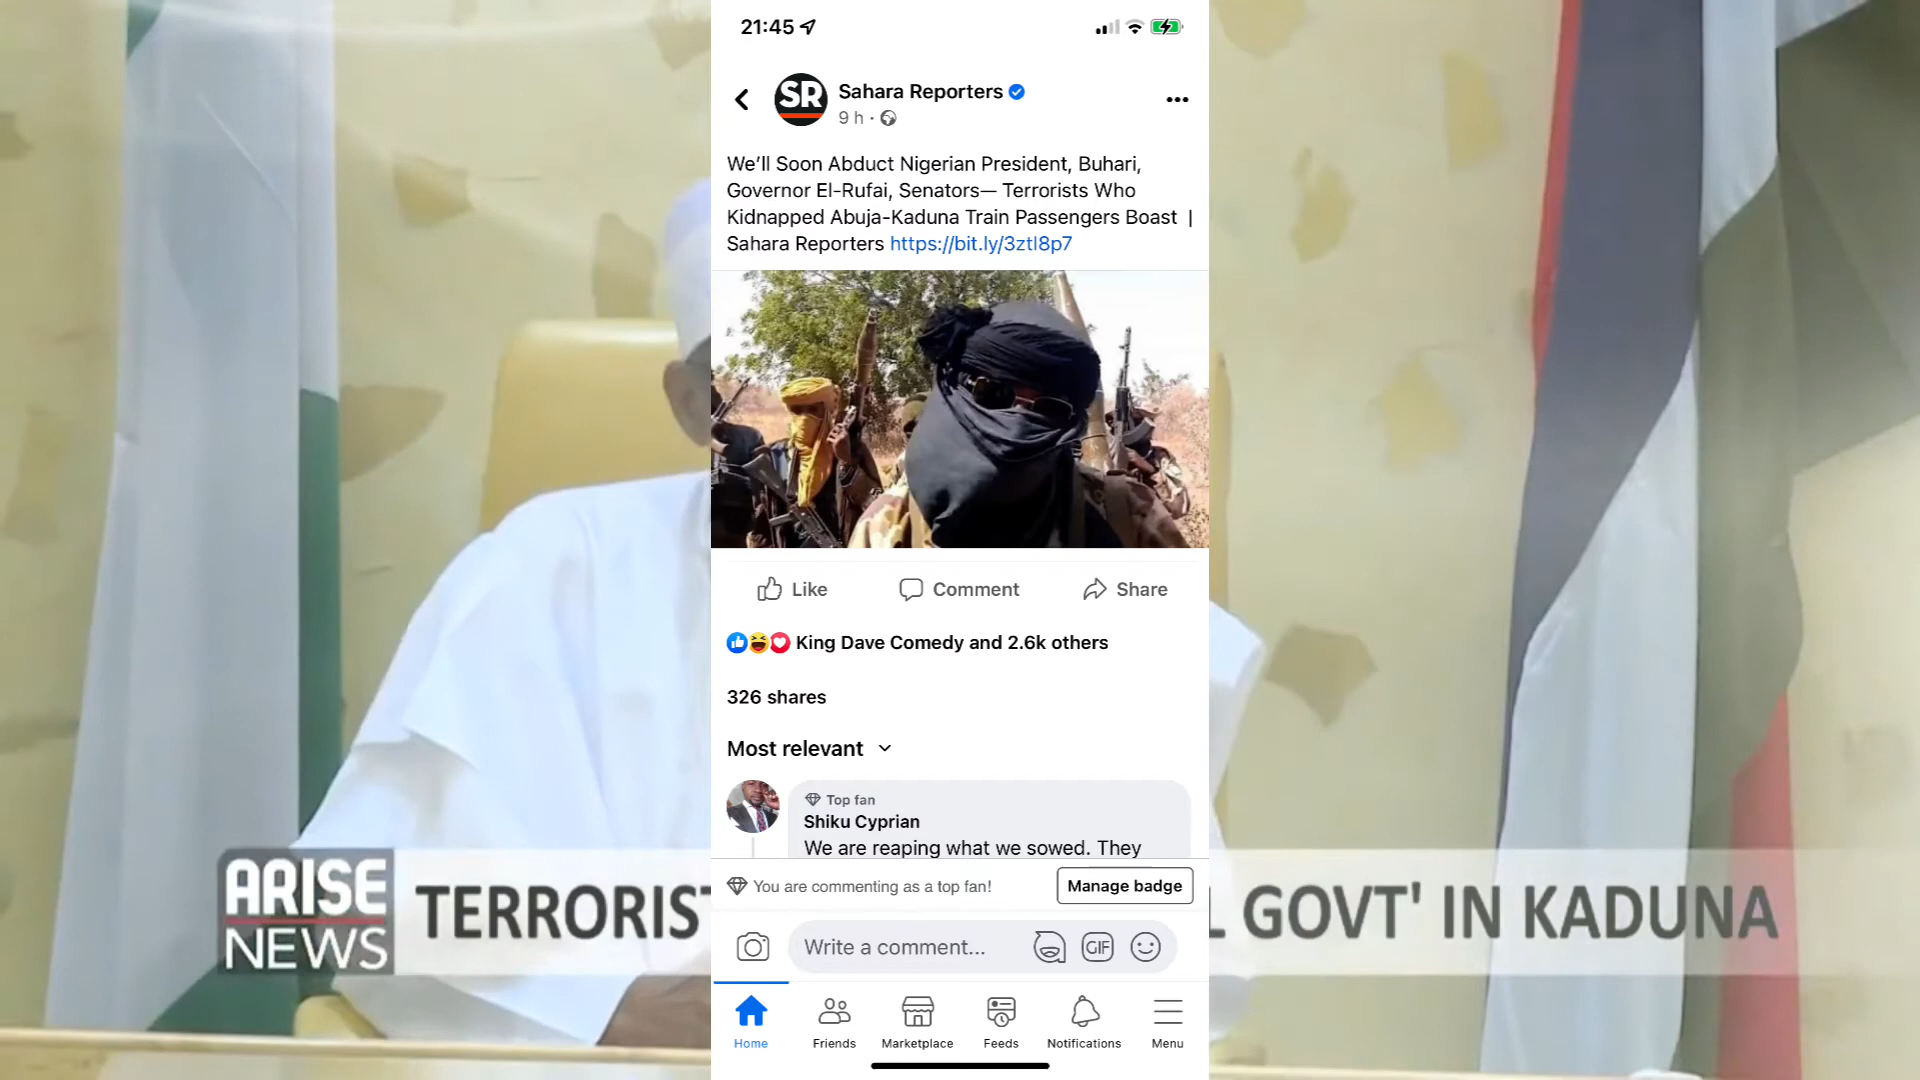 21:45
SR
Sahara Reporters
9 h ·
We'll Soon Abduct Nigerian President, Buhari,
Governor El-Rufai, Senators— Terrorists Who
Kidnapped Abuja-Kaduna Train Passengers Boast |
Sahara Reporters https://bit.ly/3ztI8p7
Like
Comment
Share
King Dave Comedy and 2.6k others
326 shares
Most relevant
Top fan
Shiku Cyprian
We are reaping what we sowed. They
You are commenting as a top fan!
Manage badge
Write a comment...
GIF
Home
Friends
Marketplace
Feeds
Notifications
Menu
ARISE
NEWS
GOVT' IN KADUNA